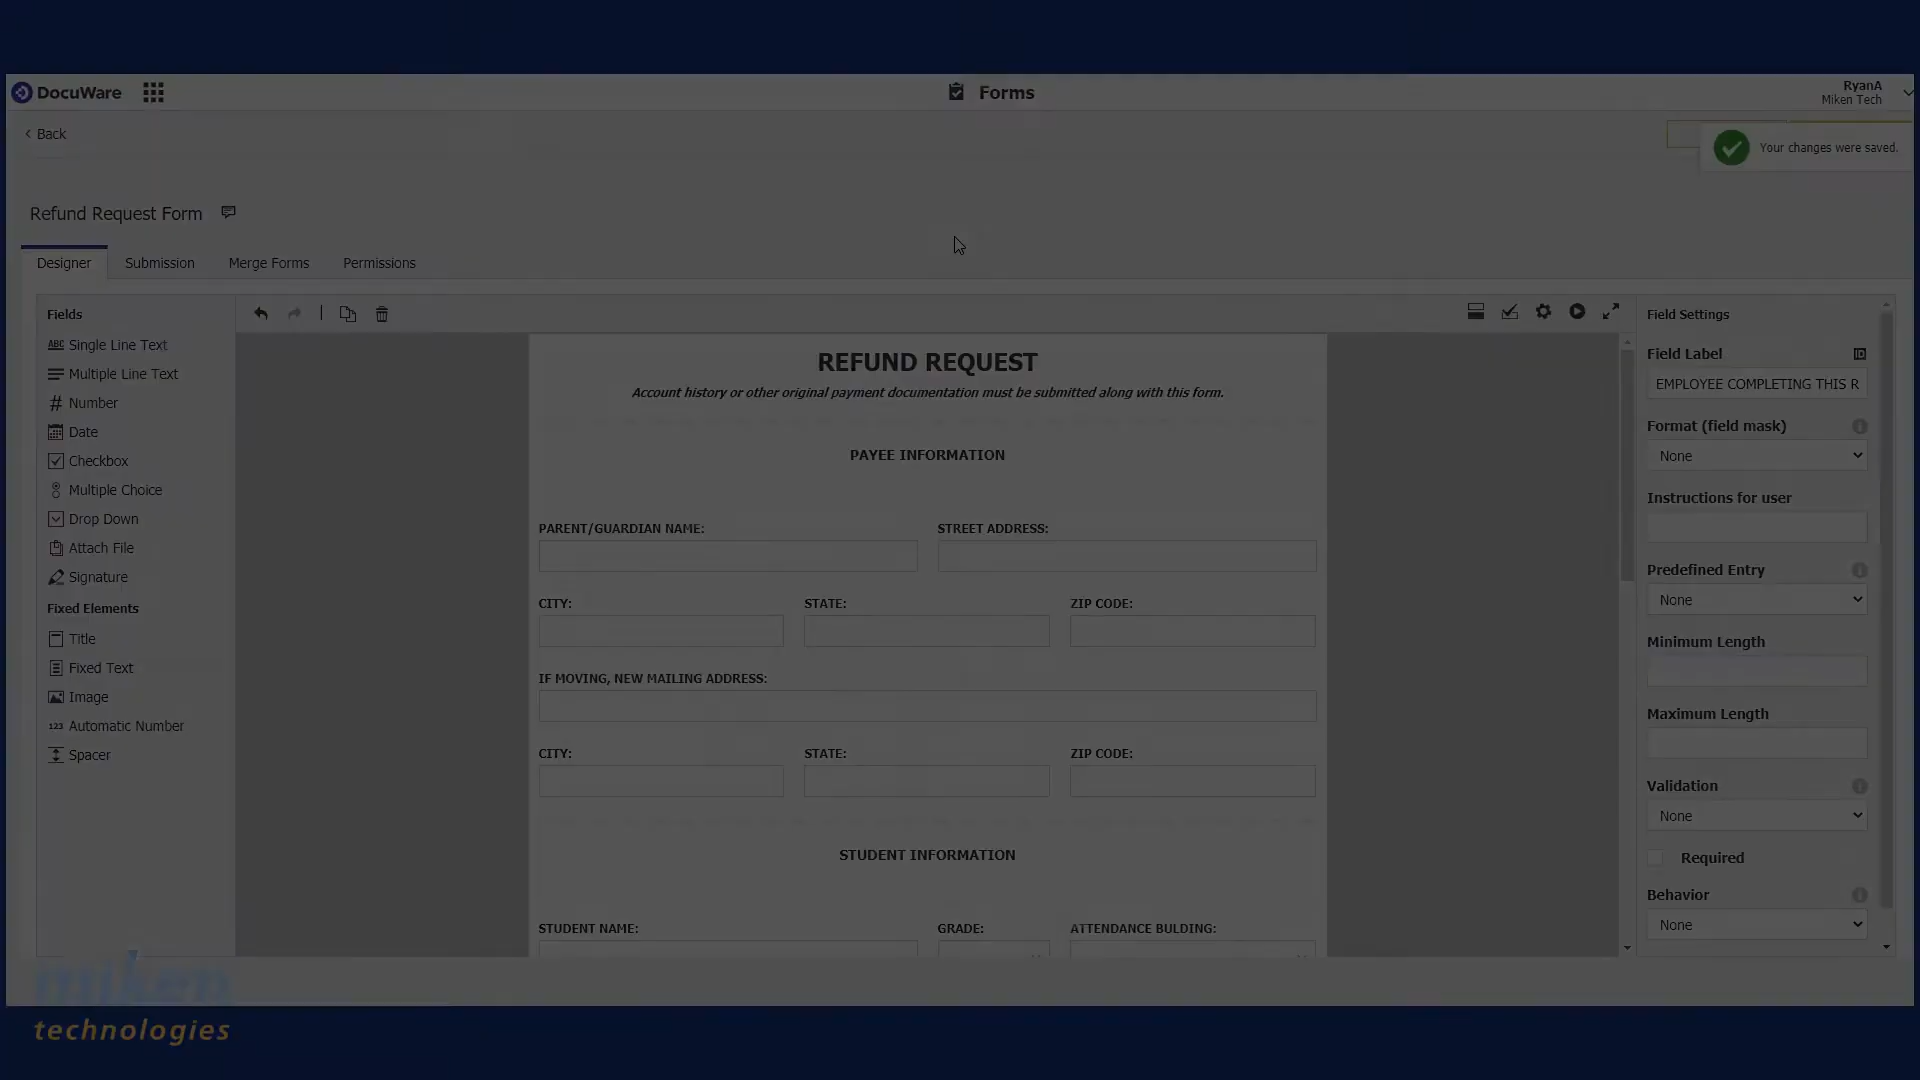 DocuWare
Forms
RyanA
Miken Tech
Back
Your changes were saved.
Refund Request Form
Designer
Submission
Merge Forms
Permissions
Fields
ABC Single Line Text
Multiple Line Text
# Number
Date
Checkbox
Multiple Choice
Drop Down
Attach File
Signature
Fixed Elements
Title
Fixed Text
Image
123 Automatic Number
Spacer
REFUND REQUEST
Account history or other original payment documentation must be submitted along with this form.
PAYEE INFORMATION
PARENT/GUARDIAN NAME:
STREET ADDRESS:
CITY:
STATE:
ZIP CODE:
IF MOVING, NEW MAILING ADDRESS:
CITY:
STATE:
ZIP CODE:
STUDENT INFORMATION
STUDENT NAME:
GRADE:
ATTENDANCE BULDING:
Field Settings
Field Label
ID
EMPLOYEE COMPLETING THIS R
Format (field mask)
None
Instructions for user
Predefined Entry
None
Minimum Length
Maximum Length
Validation
None
Required
Behavior
None
miken
technologies